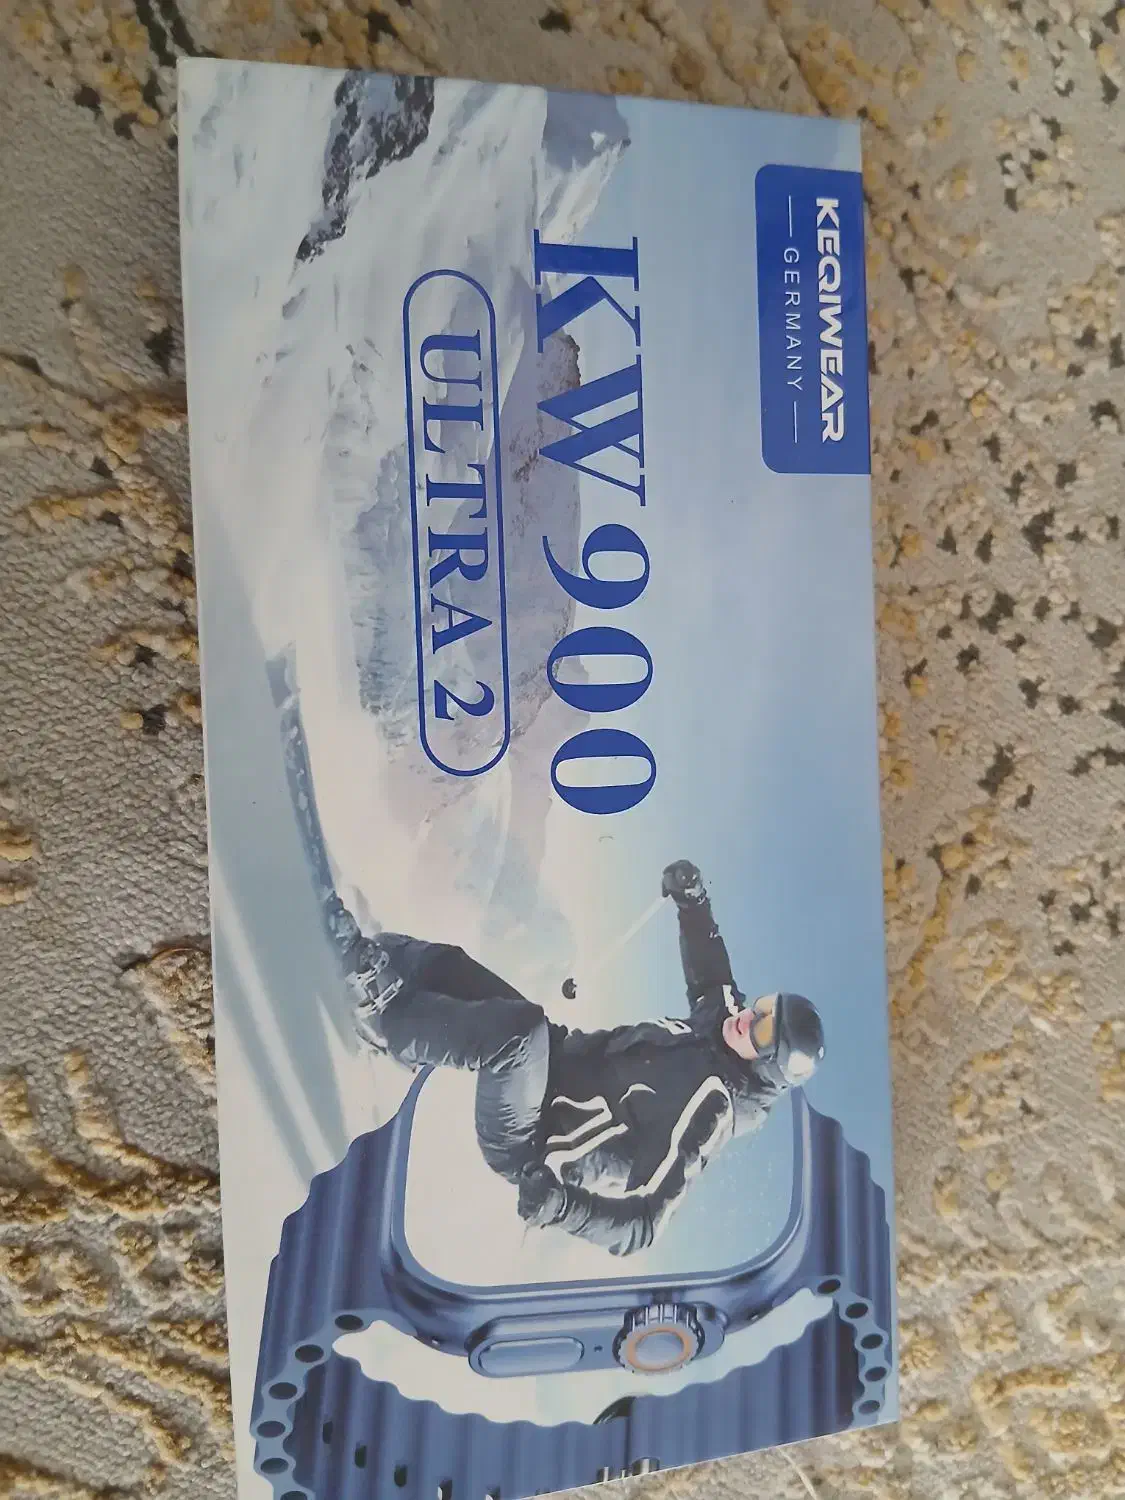 KEQIWEAR
GERMANY
KW900
ULTRA 2